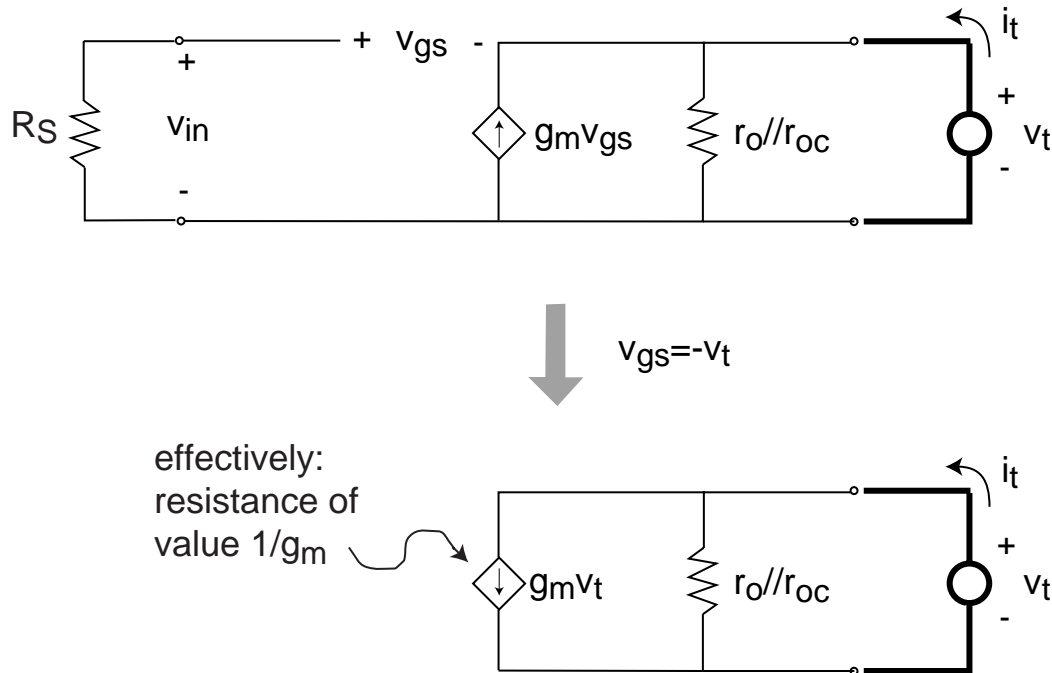 + vgs -
it
+
RS
vin
-
gmvgs
ro//roc
+
vt
-
vgs=-vt
effectively:
resistance of
value 1/gm
it
gmvt
ro//roc
+
vt
-